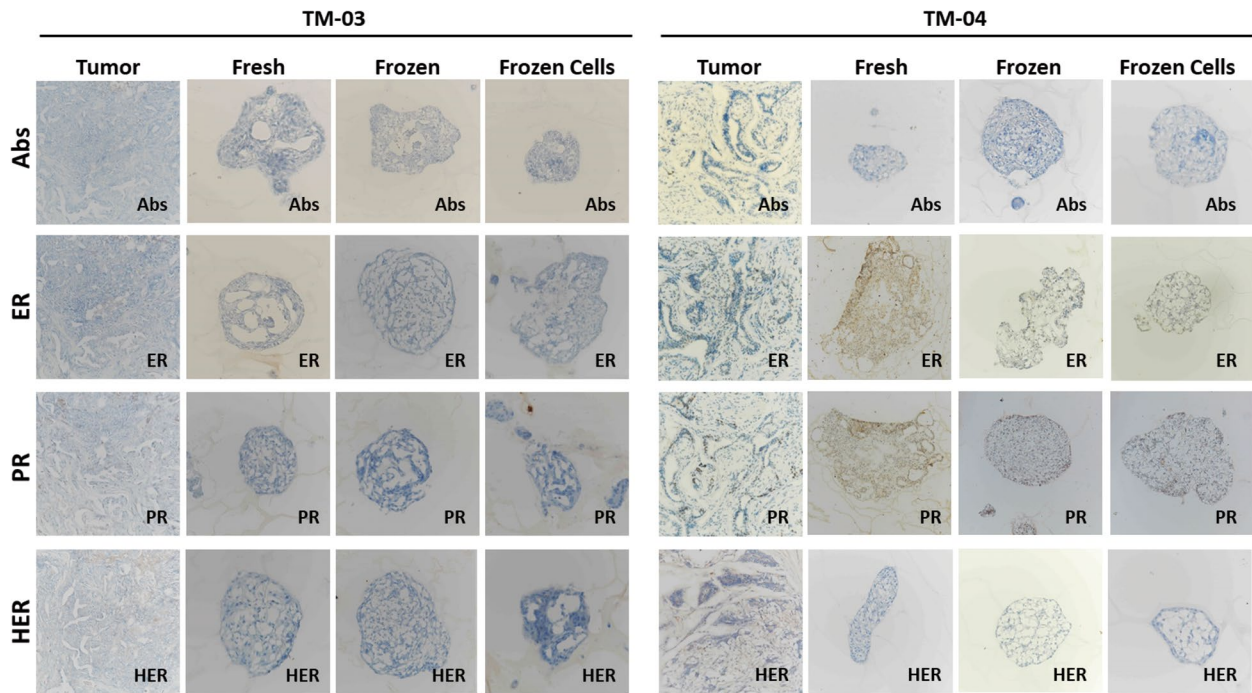 TM-03 TM-04
Tumor Fresh Frozen Frozen Cells Tumor Fresh Frozen Frozen Cells
Abs Abs Abs Abs Abs Abs Abs Abs Abs
ER ER ER ER ER ER ER ER ER
PR PR PR PR PR PR PR PR PR
HER HER HER HER HER HER HER HER HER